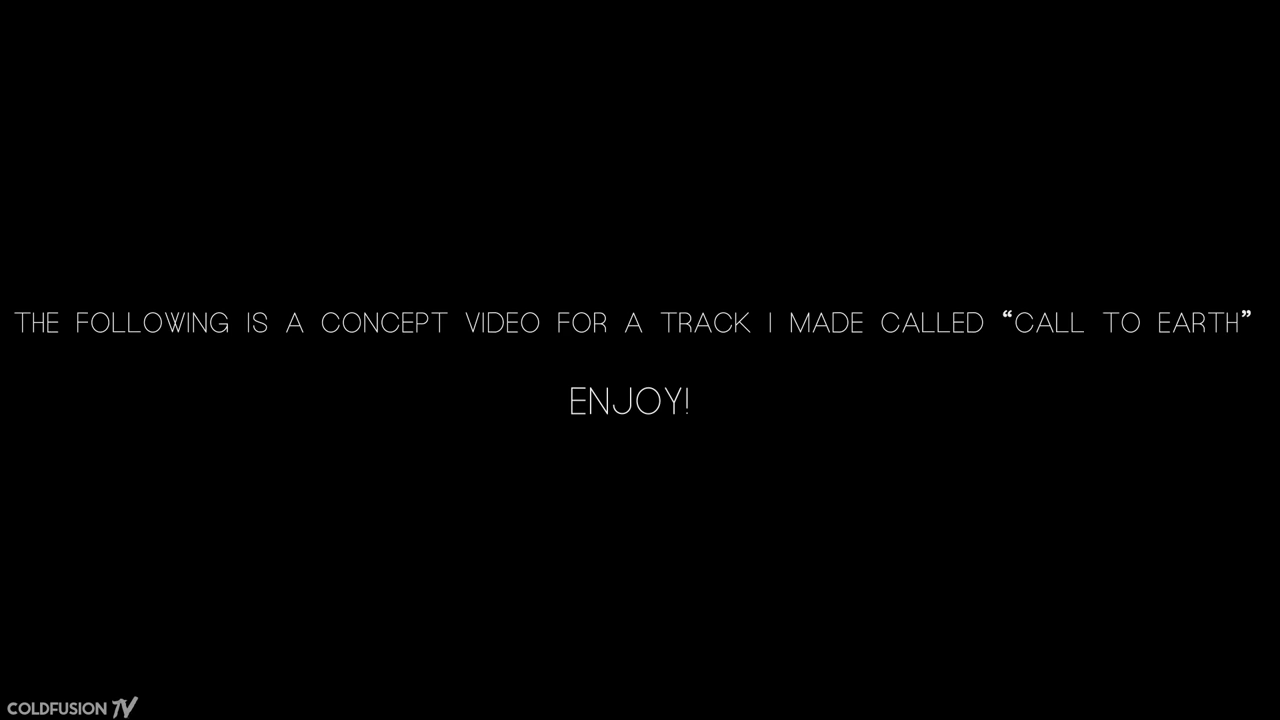 THE FOLLOWING IS A CONCEPT VIDEO FOR A TRACK I MADE CALLED “CALL TO EARTH”
ENJOY!
COLDFUSION TV